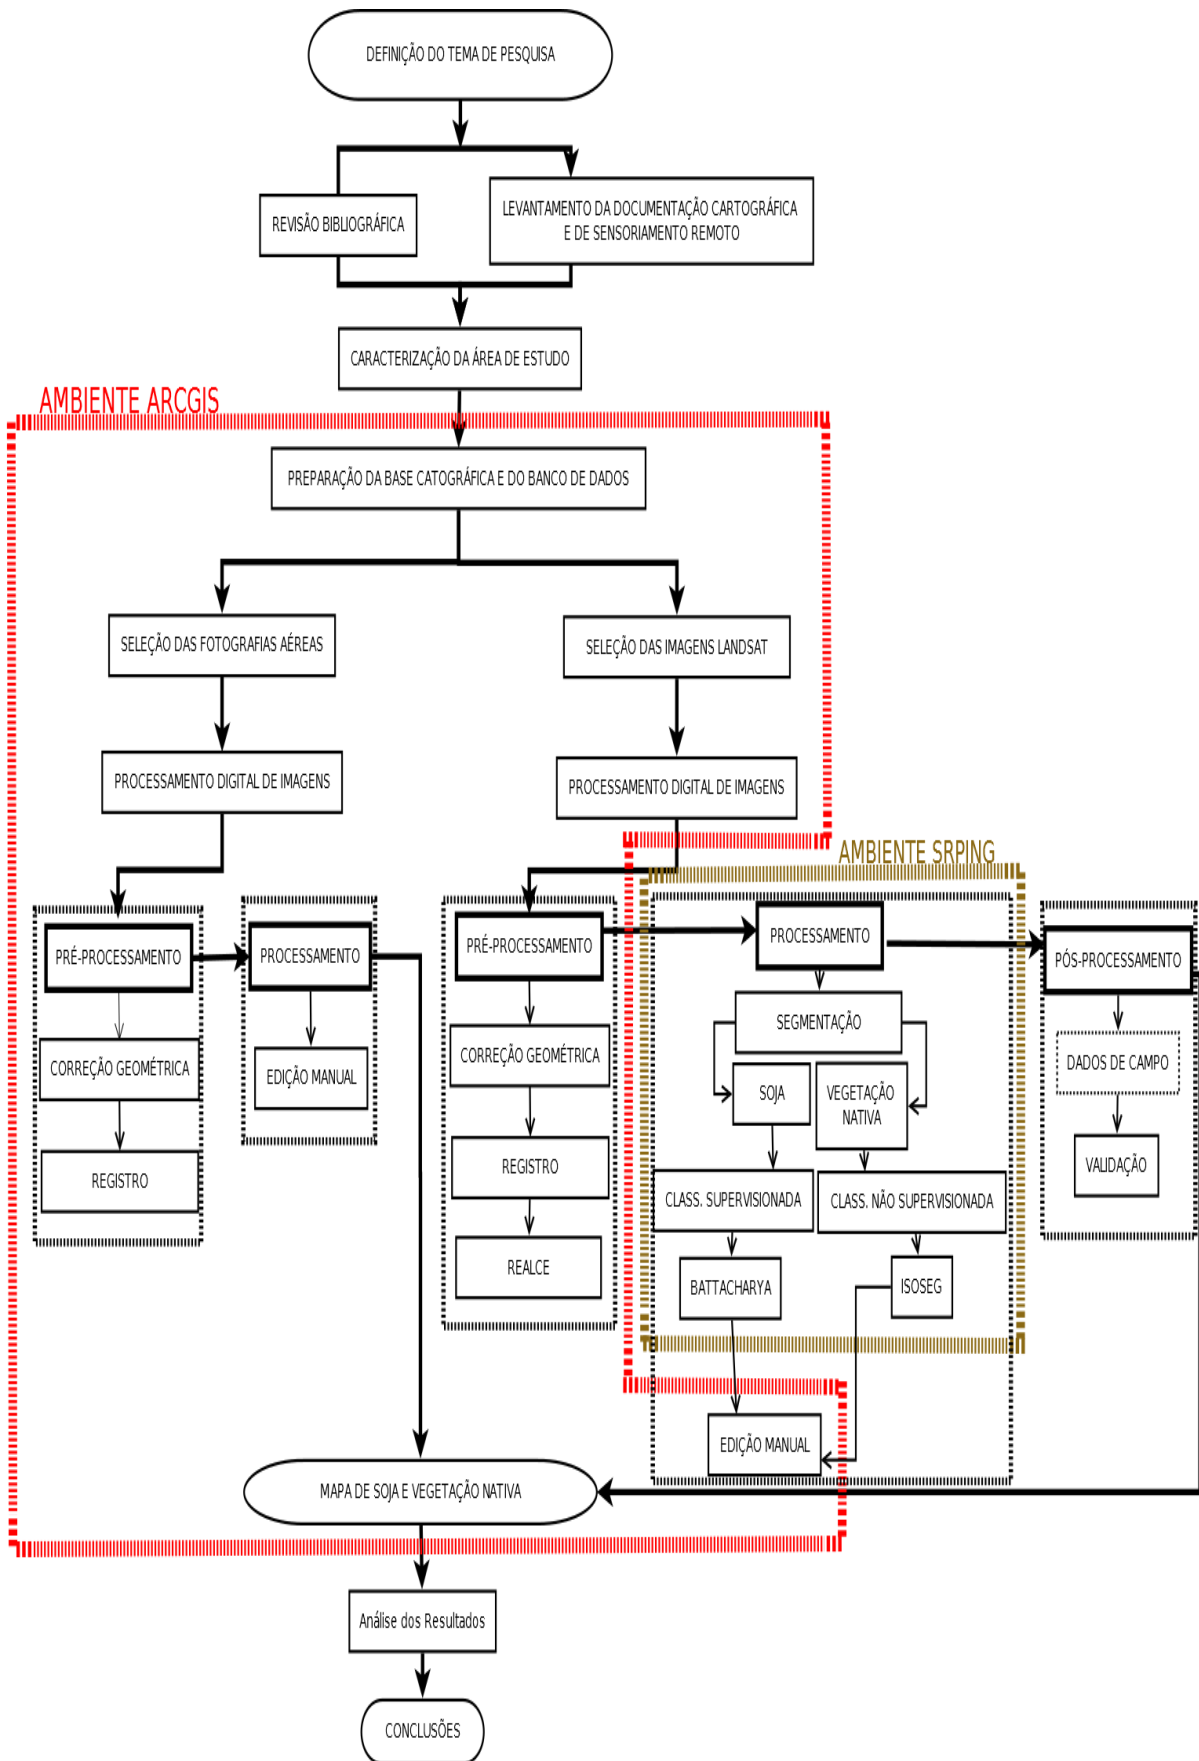 DEFINIÇÃO DO TEMA DE PESQUISA
REVISÃO BIBLIOGRÁFICA
LEVANTAMENTO DA DOCUMENTAÇÃO CARTOGRÁFICA
E DE SENSORIAMENTO REMOTO
CARACTERIZAÇÃO DA ÁREA DE ESTUDO
AMBIENTE ARCGIS
PREPARAÇÃO DA BASE CATOGRÁFICA E DO BANCO DE DADOS
SELEÇÃO DAS FOTOGRAFIAS AÉREAS
SELEÇÃO DAS IMAGENS LANDSAT
PROCESSAMENTO DIGITAL DE IMAGENS
PROCESSAMENTO DIGITAL DE IMAGENS
AMBIENTE SRPING
PRÉ-PROCESSAMENTO
CORREÇÃO GEOMÉTRICA
REGISTRO
PROCESSAMENTO
EDIÇÃO MANUAL
PRÉ-PROCESSAMENTO
CORREÇÃO GEOMÉTRICA
REGISTRO
REALCE
PROCESSAMENTO
SEGMENTAÇÃO
SOJA
VEGETAÇÃO
NATIVA
CLASS. SUPERVISIONADA
CLASS. NÃO SUPERVISIONADA
BATTACHARYA
ISOSEG
EDIÇÃO MANUAL
PÓS-PROCESSAMENTO
DADOS DE CAMPO
VALIDAÇÃO
MAPA DE SOJA E VEGETAÇÃO NATIVA
Análise dos Resultados
CONCLUSÕES